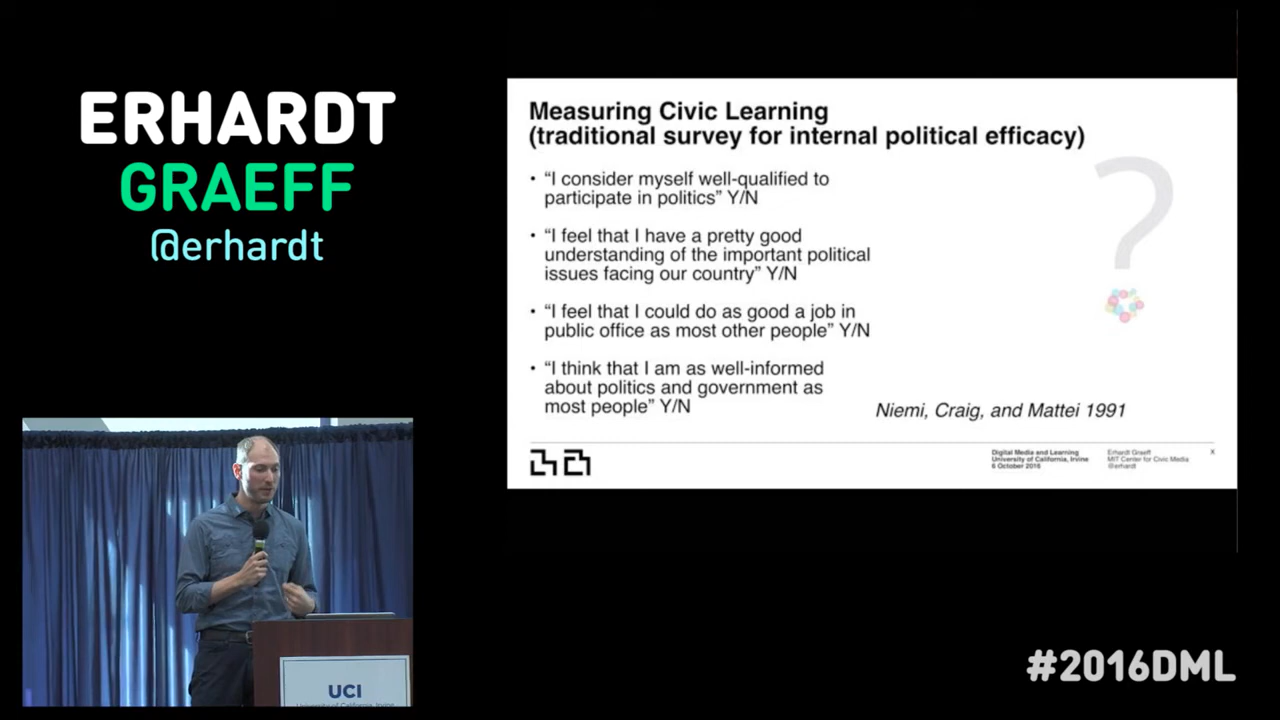 ERHARDT
GRAEFF
@erhardt
Measuring Civic Learning
(traditional survey for internal political efficacy)
• “I consider myself well-qualified to
participate in politics” Y/N
• “I feel that I have a pretty good
understanding of the important political
issues facing our country” Y/N
• “I feel that I could do as good a job in
public office as most other people” Y/N
• “I think that I am as well-informed
about politics and government as
most people” Y/N
?
Niemi, Craig, and Mattei 1991
Digital Media and Learning
University of California, Irvine
6 October 2016
Erhardt Graeff
MIT Center for Civic Media
@erhardt
X
UCI
University of California, Irvine
#2016DML